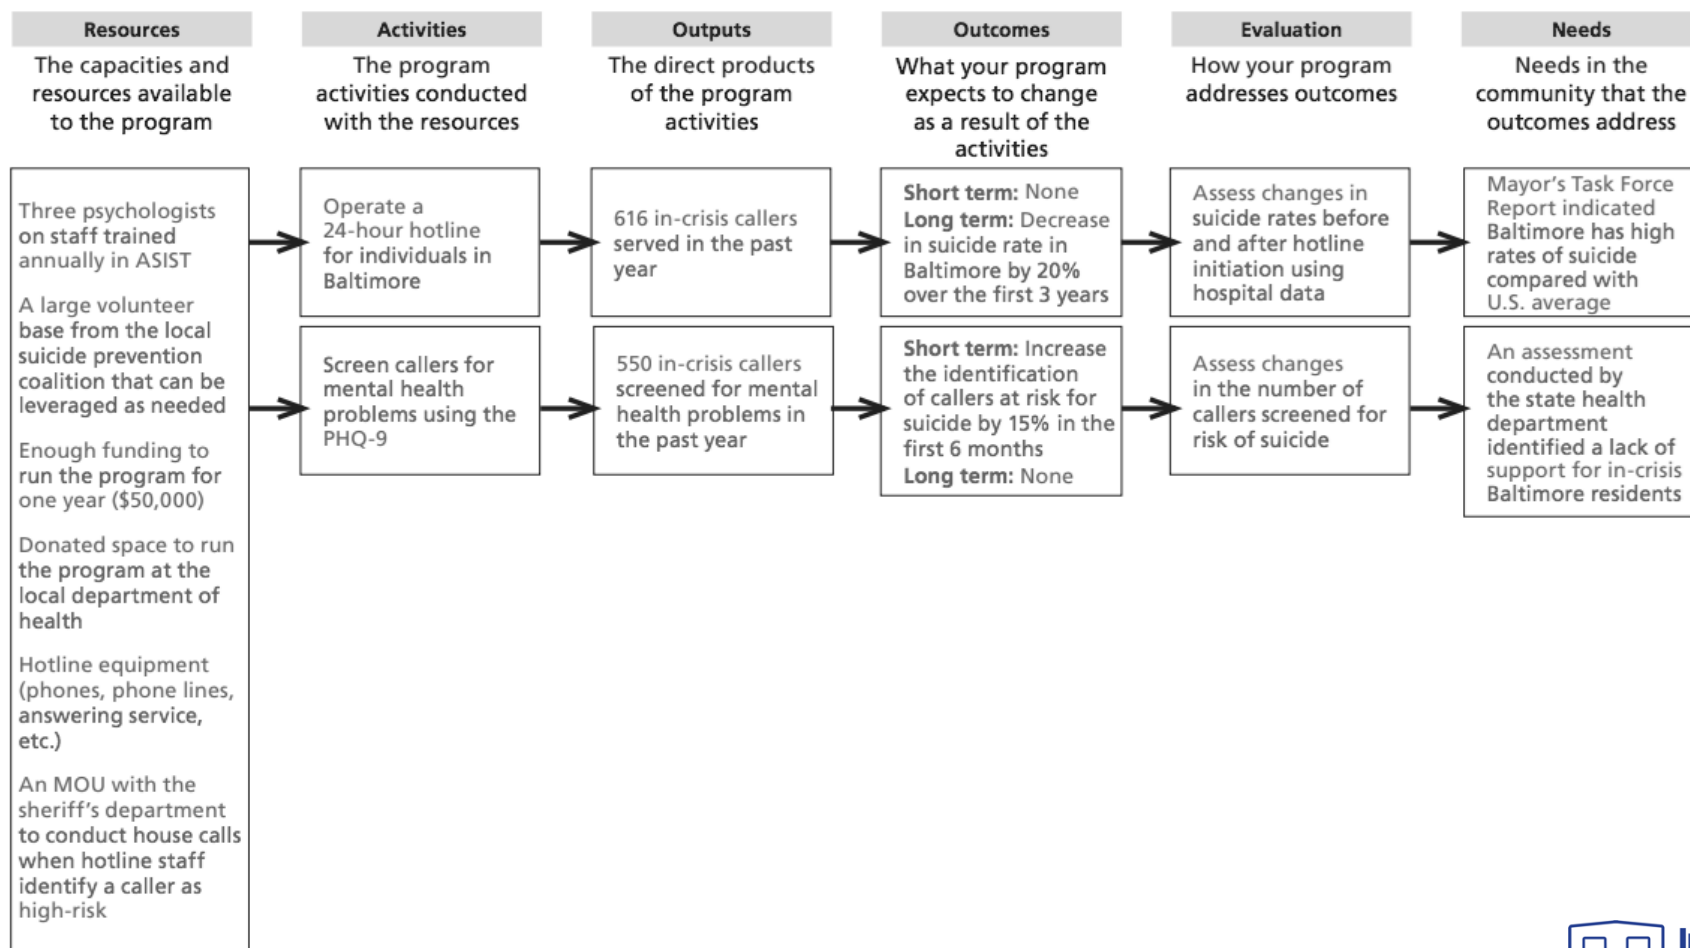 Resources
The capacities and
resources available
to the program
Three psychologists
on staff trained
annually in ASIST
A large volunteer
base from the local
suicide prevention
coalition that can be
leveraged as needed
Enough funding to
run the program for
one year ($50,000)
Donated space to run
the program at the
local department of
health
Hotline equipment
(phones, phone lines,
answering service,
etc.)
An MOU with the
sheriff's department
to conduct house calls
when hotline staff
identify a caller as
high-risk
Activities
The program
activities conducted
with the resources
Operate a
24-hour hotline
for individuals in
Baltimore
Screen callers for
mental health
problems using the
PHQ-9
Outputs
The direct products
of the program
activities
616 in-crisis callers
served in the past
year
550 in-crisis callers
screened for mental
health problems in
the past year
Outcomes
What your program
expects to change
as a result of the
activities
Short term: None
Long term: Decrease
in suicide rate in
Baltimore by 20%
over the first 3 years
Short term: Increase
the identification
of callers at risk for
suicide by 15% in the
first 6 months
Long term: None
Evaluation
How your program
addresses outcomes
Assess changes in
suicide rates before
and after hotline
initiation using
hospital data
Assess changes
in the number of
callers screened for
risk of suicide
Needs
Needs in the
community that the
outcomes address
Mayor's Task Force
Report indicated
Baltimore has high
rates of suicide
compared with
U.S. average
An assessment
conducted by
the state health
department
identified a lack of
support for in-crisis
Baltimore residents